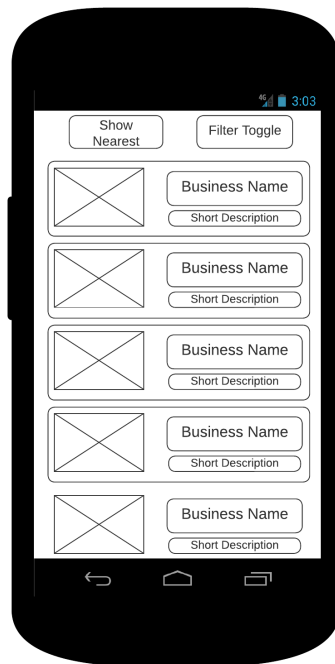 4G 3:03
Show
Nearest
Filter Toggle
Business Name
Short Description
Business Name
Short Description
Business Name
Short Description
Business Name
Short Description
Business Name
Short Description